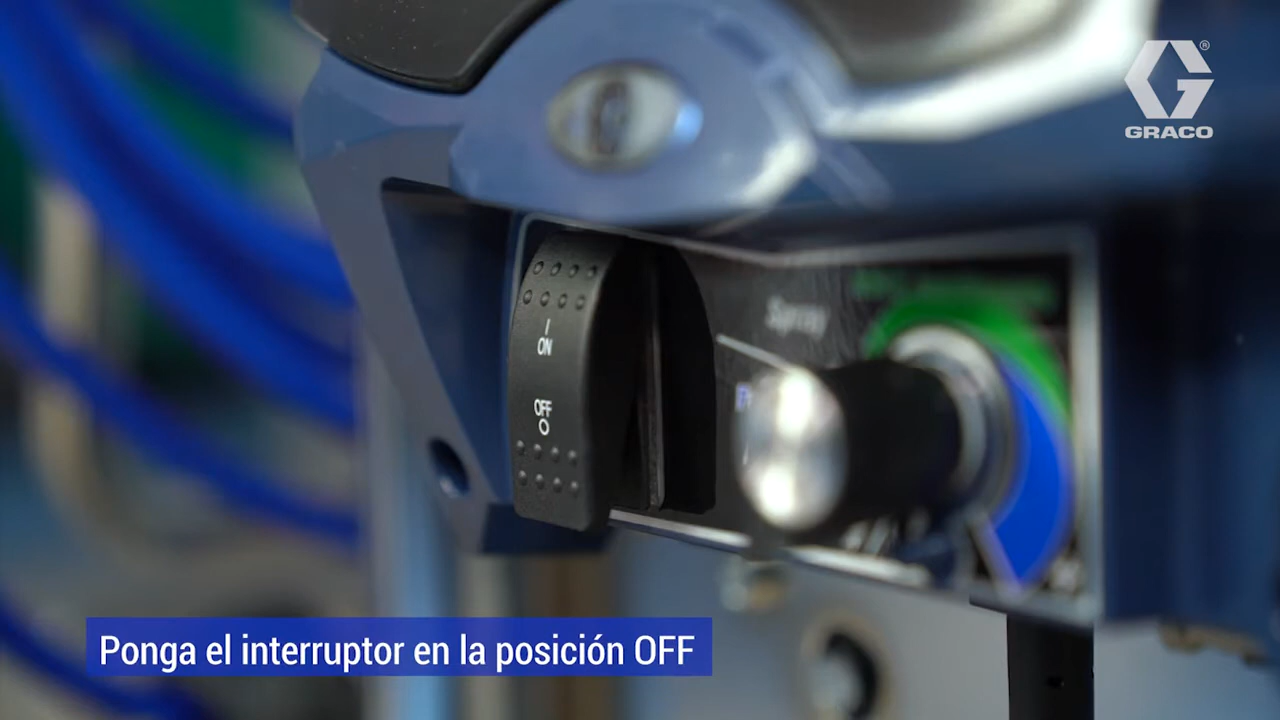 GRACO
I
ON
OFF
O
Spray
Ponga el interruptor en la posición OFF